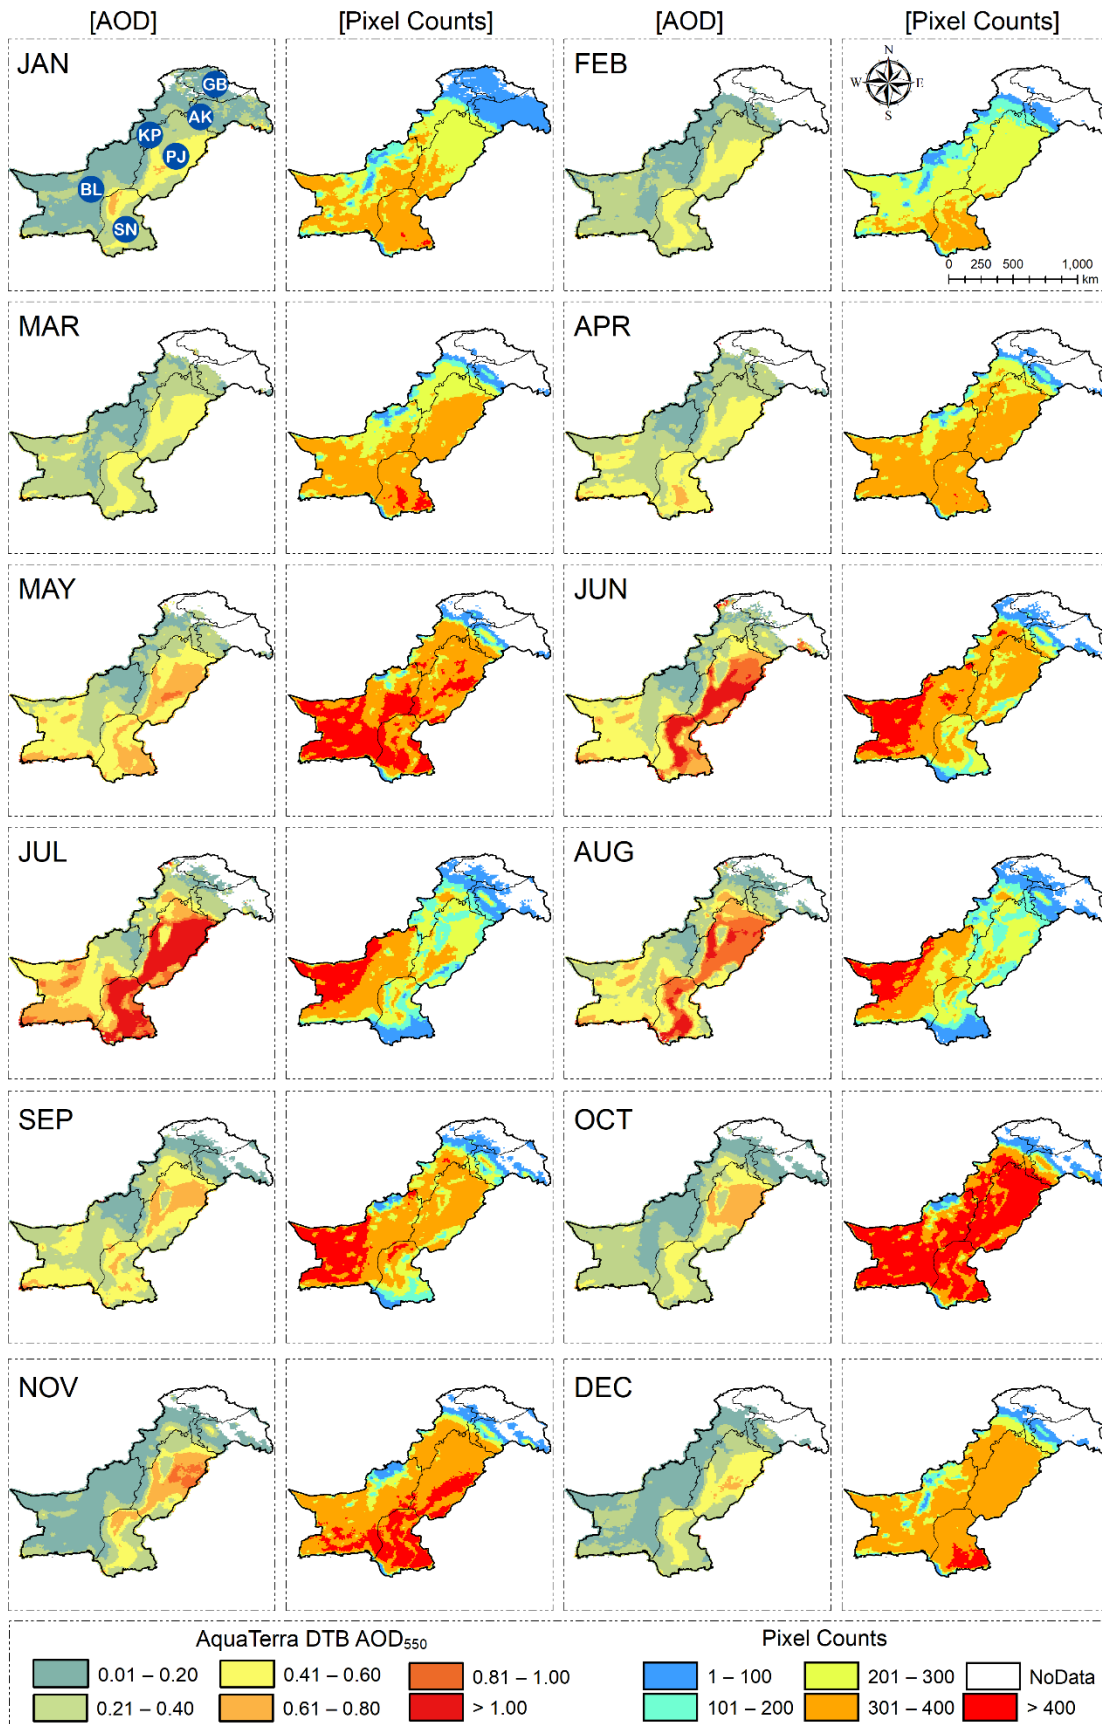 [AOD] [Pixel Counts] [AOD] [Pixel Counts]
JAN FEB
GB
AK
KP
PJ
BL
SN
N
W E
S
0 250 500 1,000
km
MAR APR
MAY JUN
JUL AUG
SEP OCT
NOV DEC
AquaTerra DTB AOD550 Pixel Counts
0.01 – 0.20 0.41 – 0.60 0.81 – 1.00 1 – 100 201 – 300 NoData
0.21 – 0.40 0.61 – 0.80 > 1.00 101 – 200 301 – 400 > 400